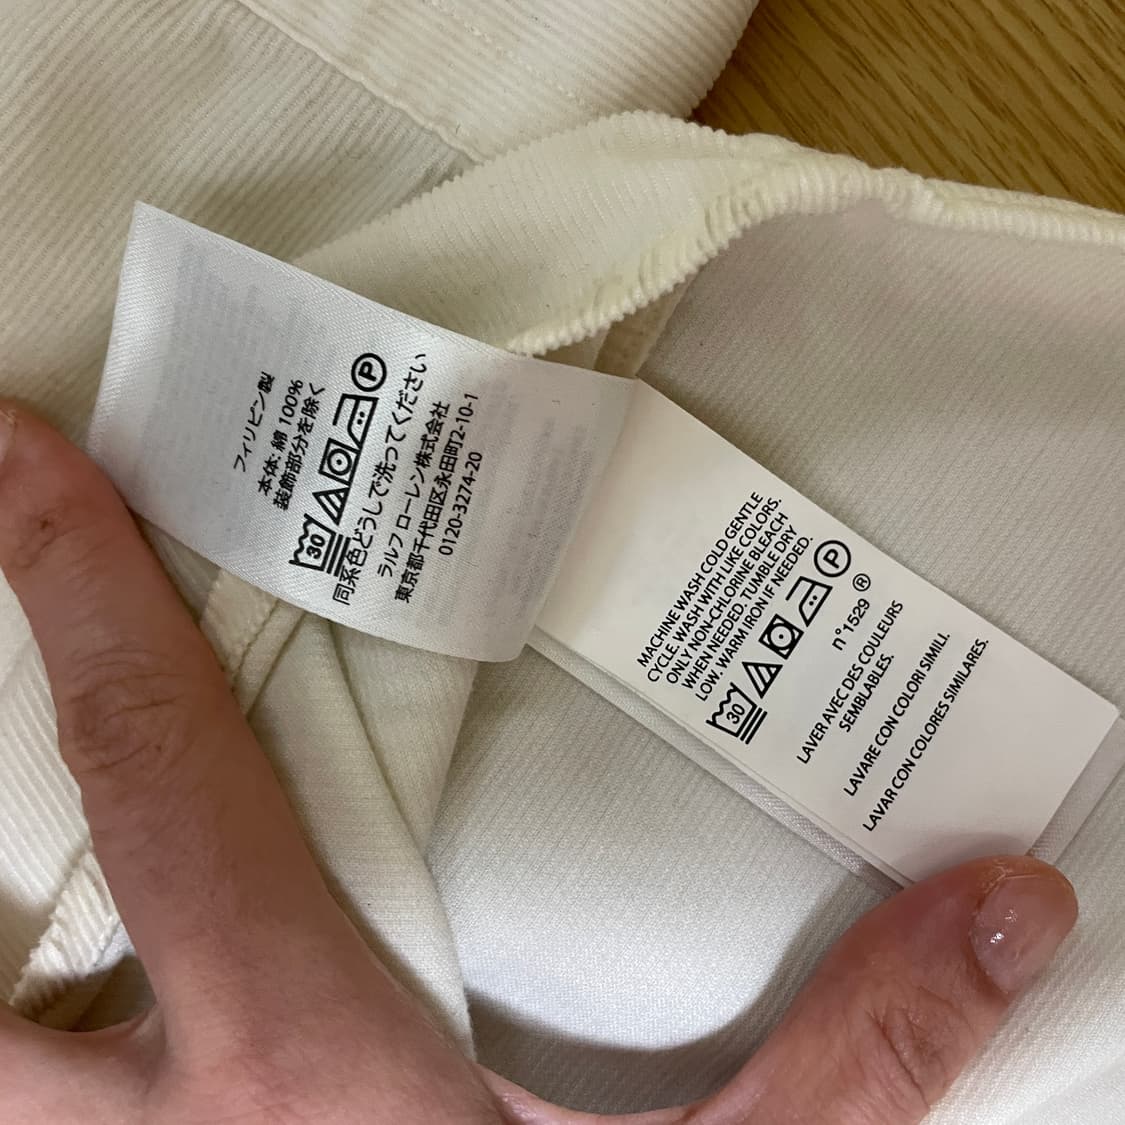 フィリピン製
本体: 綿 100%
装飾部分を除く
30 P
同系色どうしで洗ってください
ラルフ ローレン株式会社
東京都千代田区永田町2-10-1
0120-3274-20
MACHINE WASH COLD GENTLE
CYCLE. WASH WITH LIKE COLORS.
ONLY NON-CHLORINE BLEACH
WHEN NEEDED. TUMBLE DRY
LOW. WARM IRON IF NEEDED.
30 P
n°1529 ®
LAVER AVEC DES COULEURS
SEMBLABLES.
LAVARE CON COLORI SIMILI.
LAVAR CON COLORES SIMILARES.